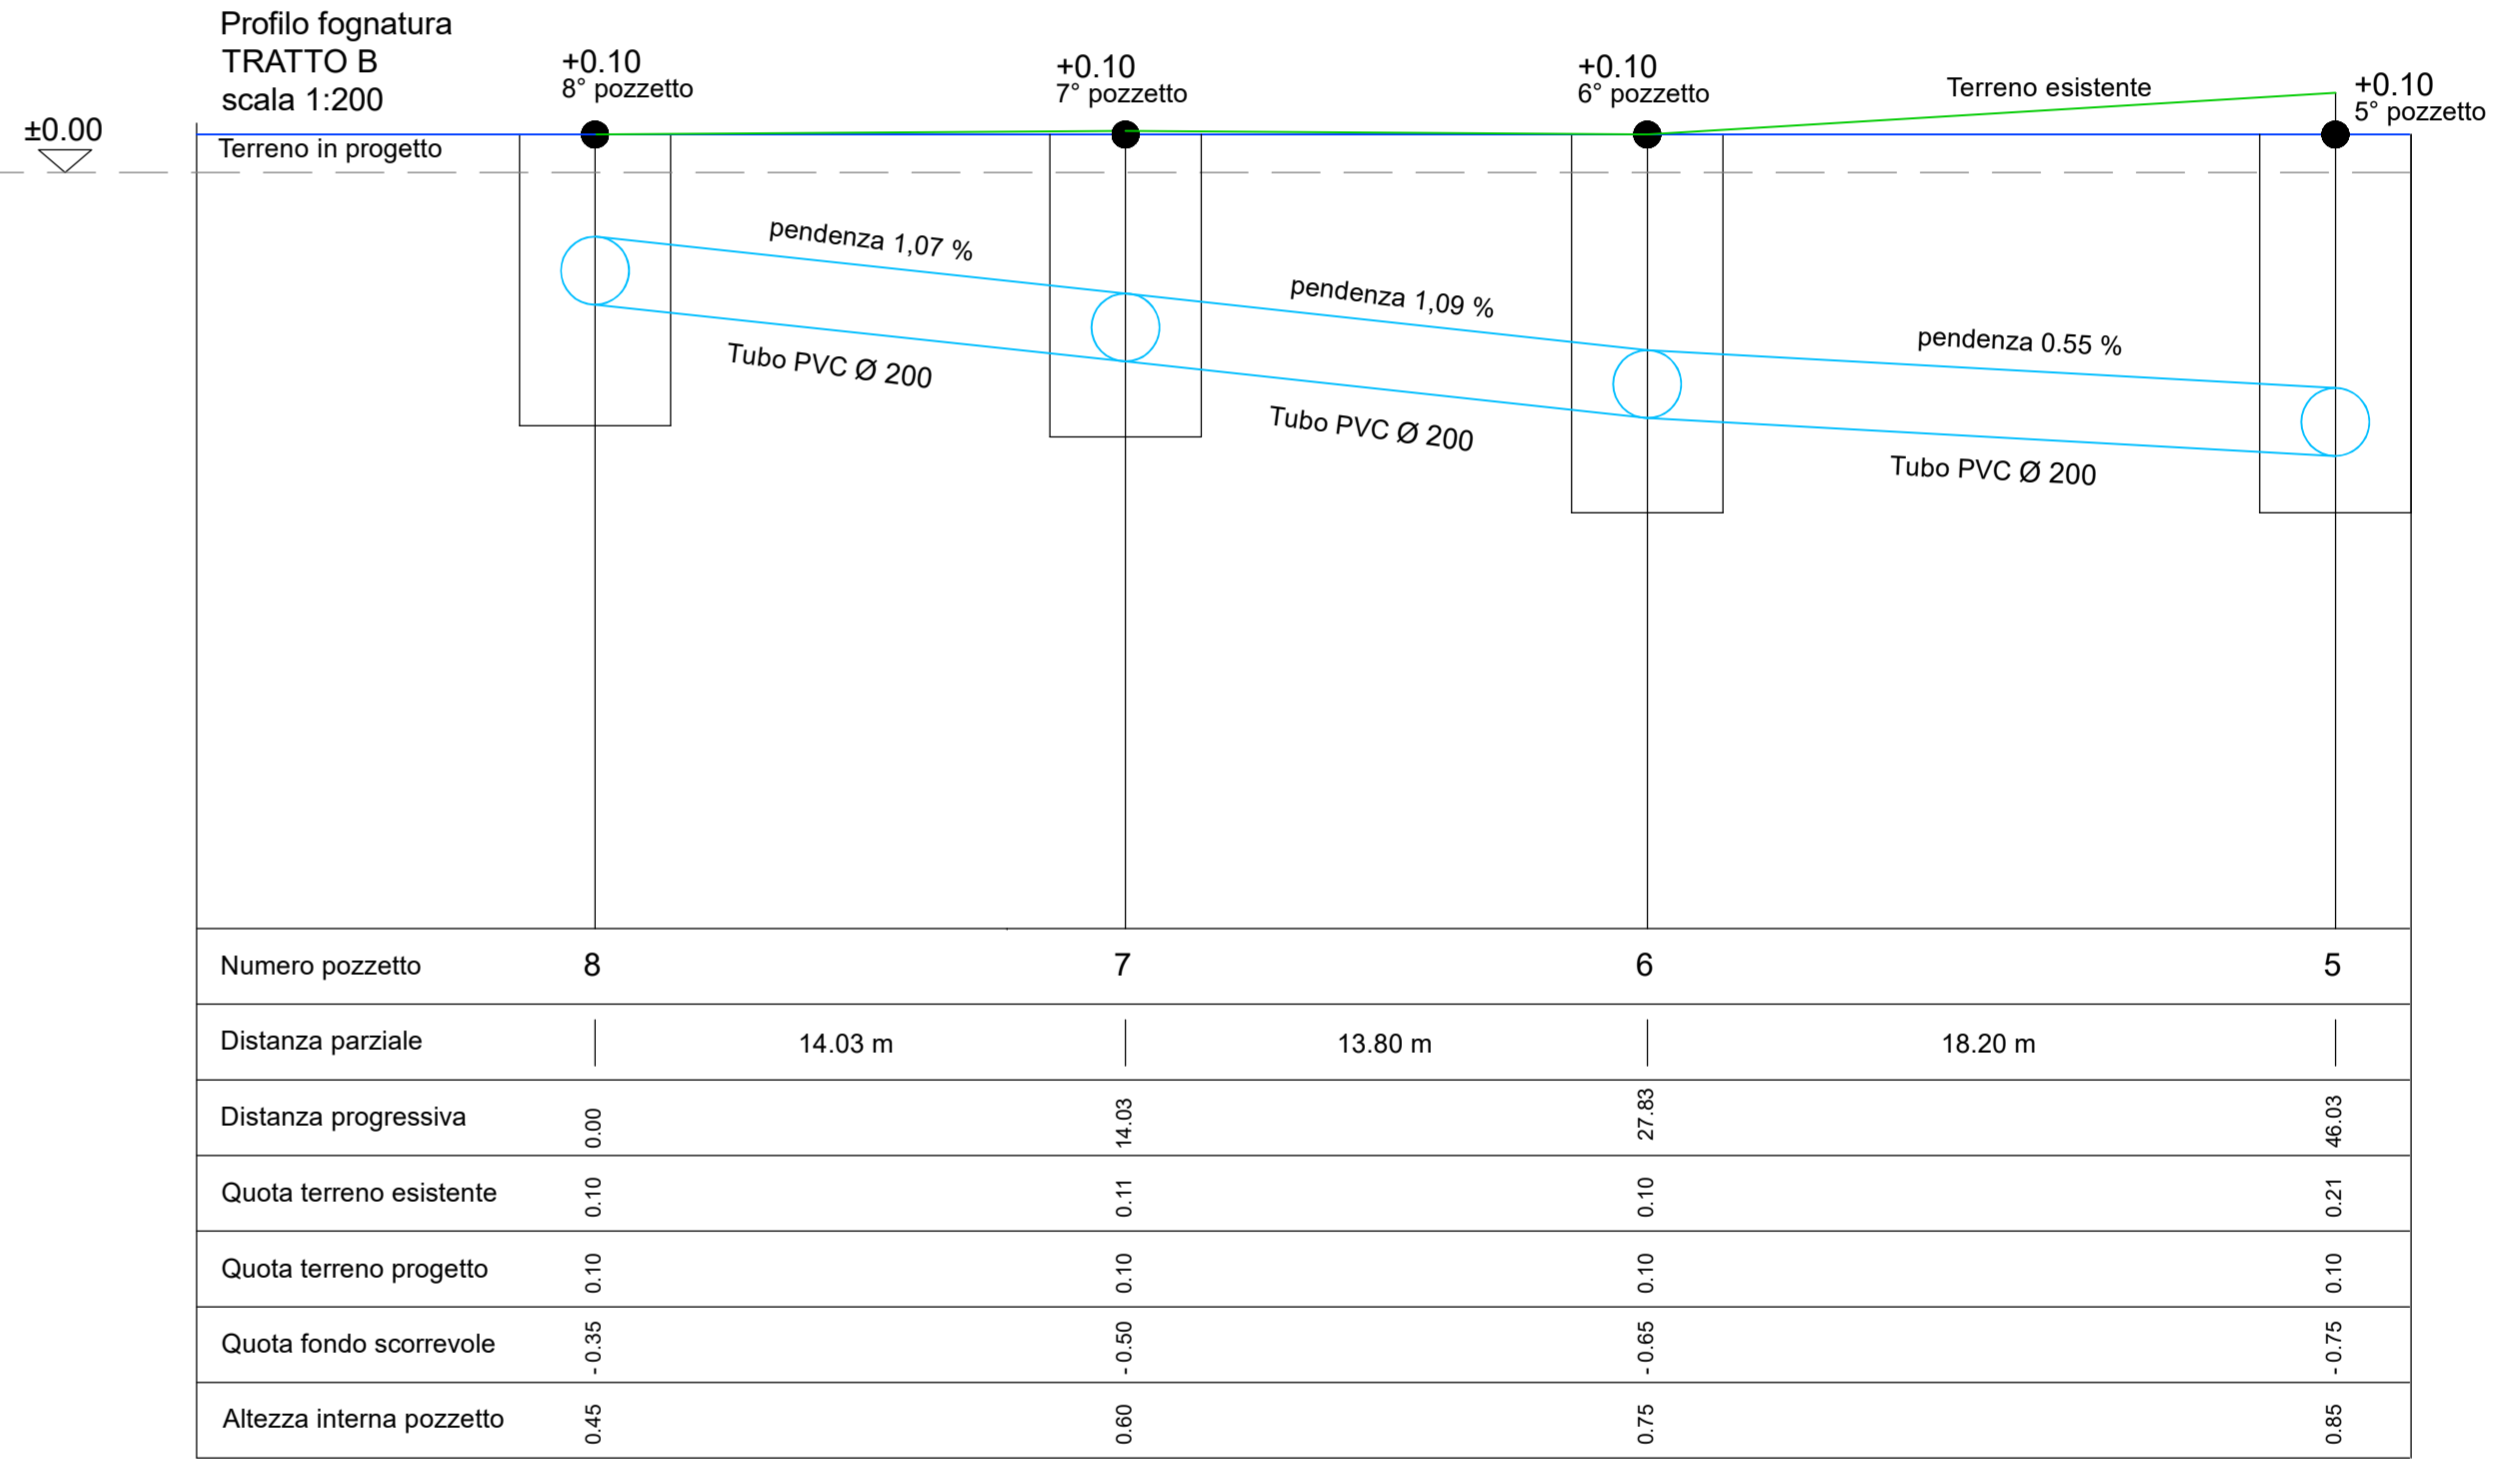 Profilo fognatura
TRATTO B
scala 1:200
±0.00
+0.10
8° pozzetto
+0.10
7° pozzetto
+0.10
6° pozzetto
Terreno esistente
+0.10
5° pozzetto
Terreno in progetto
pendenza 1,07 %
pendenza 1,09 %
pendenza 0.55 %
Tubo PVC Ø 200
Tubo PVC Ø 200
Tubo PVC Ø 200
Numero pozzetto 8 7 6 5
Distanza parziale 14.03 m 13.80 m 18.20 m
Distanza progressiva 0.00 14.03 27.83 46.03
Quota terreno esistente 0.10 0.11 0.10 0.21
Quota terreno progetto 0.10 0.10 0.10 0.10
Quota fondo scorrevole - 0.35 - 0.50 - 0.65 - 0.75
Altezza interna pozzetto 0.45 0.60 0.75 0.85